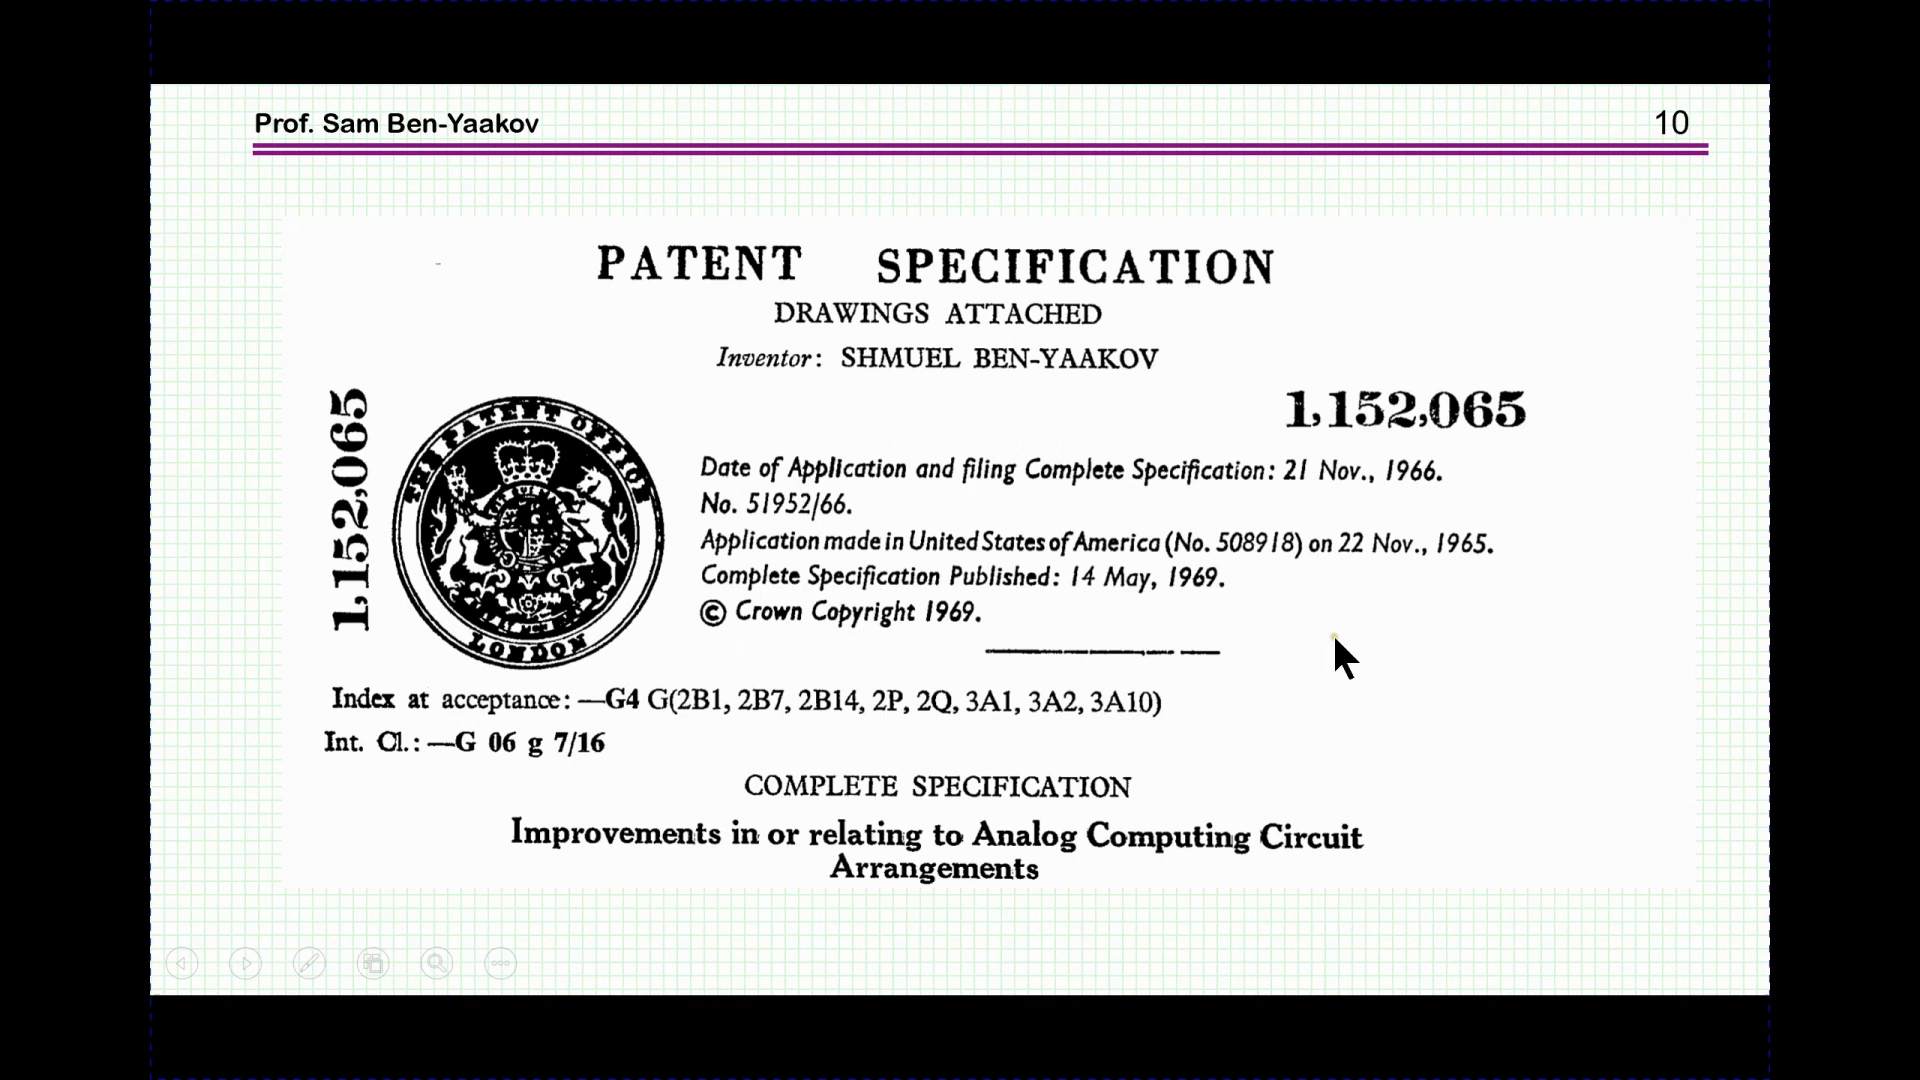 Prof. Sam Ben-Yaakov
10
PATENT SPECIFICATION
DRAWINGS ATTACHED
Inventor: SHMUEL BEN-YAAKOV
1,152,065
1,152,065
THE PATENT OFFICE
LONDON
Date of Application and filing Complete Specification: 21 Nov., 1966.
No. 51952/66.
Application made in United States of America (No. 508918) on 22 Nov., 1965.
Complete Specification Published: 14 May, 1969.
© Crown Copyright 1969.
Index at acceptance: —G4 G(2B1, 2B7, 2B14, 2P, 2Q, 3A1, 3A2, 3A10)
Int. Cl.: —G 06 g 7/16
COMPLETE SPECIFICATION
Improvements in or relating to Analog Computing Circuit
Arrangements